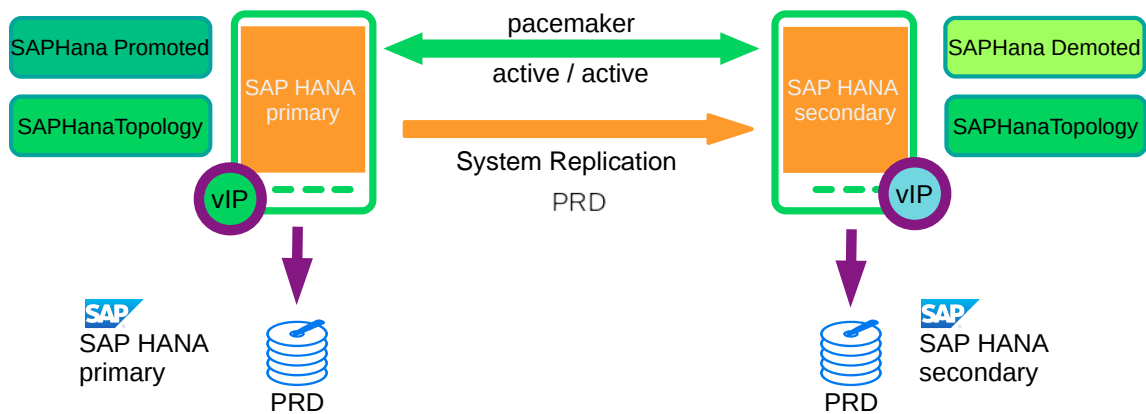 SAPHana Promoted
SAPHanaTopology
SAP HANA
primary
vIP
pacemaker
active / active
System Replication
PRD
SAP HANA
secondary
vIP
SAPHana Demoted
SAPHanaTopology
SAP
SAP HANA
primary
PRD
PRD
SAP
SAP HANA
secondary